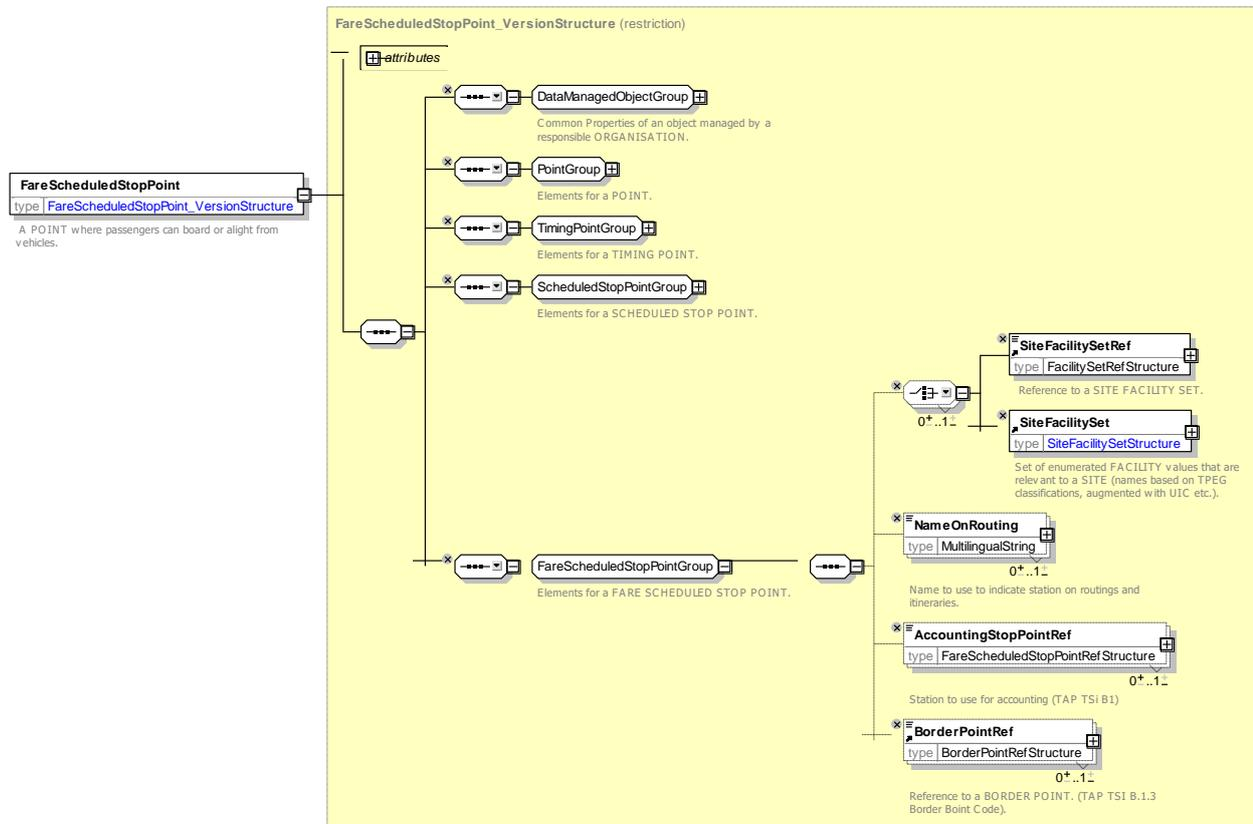 FareScheduledStopPoint_VersionStructure (restriction)
attributes
DataManagedObjectGroup
Common Properties of an object managed by a
responsible ORGANISATION.
FareScheduledStopPoint
type FareScheduledStopPoint_VersionStructure
A POINT where passengers can board or alight from
vehicles.
PointGroup
Elements for a POINT.
TimingPointGroup
Elements for a TIMING POINT.
ScheduledStopPointGroup
Elements for a SCHEDULED STOP POINT.
SiteFacilitySetRef
type FacilitySetRefStructure
Reference to a SITE FACILITY SET.
0..1
SiteFacilitySet
type SiteFacilitySetStructure
Set of enumerated FACILITY values that are
relevant to a SITE (names based on TPEG
classifications, augmented with UIC etc.).
FareScheduledStopPointGroup
Elements for a FARE SCHEDULED STOP POINT.
NameOnRouting
type MultilingualString
0..1
Name to use to indicate station on routings and
itineraries.
AccountingStopPointRef
type FareScheduledStopPointRefStructure
0..1
Station to use for accounting (TAP TSi B1)
BorderPointRef
type BorderPointRefStructure
0..1
Reference to a BORDER POINT. (TAP TSI B.1.3
Border Boint Code).